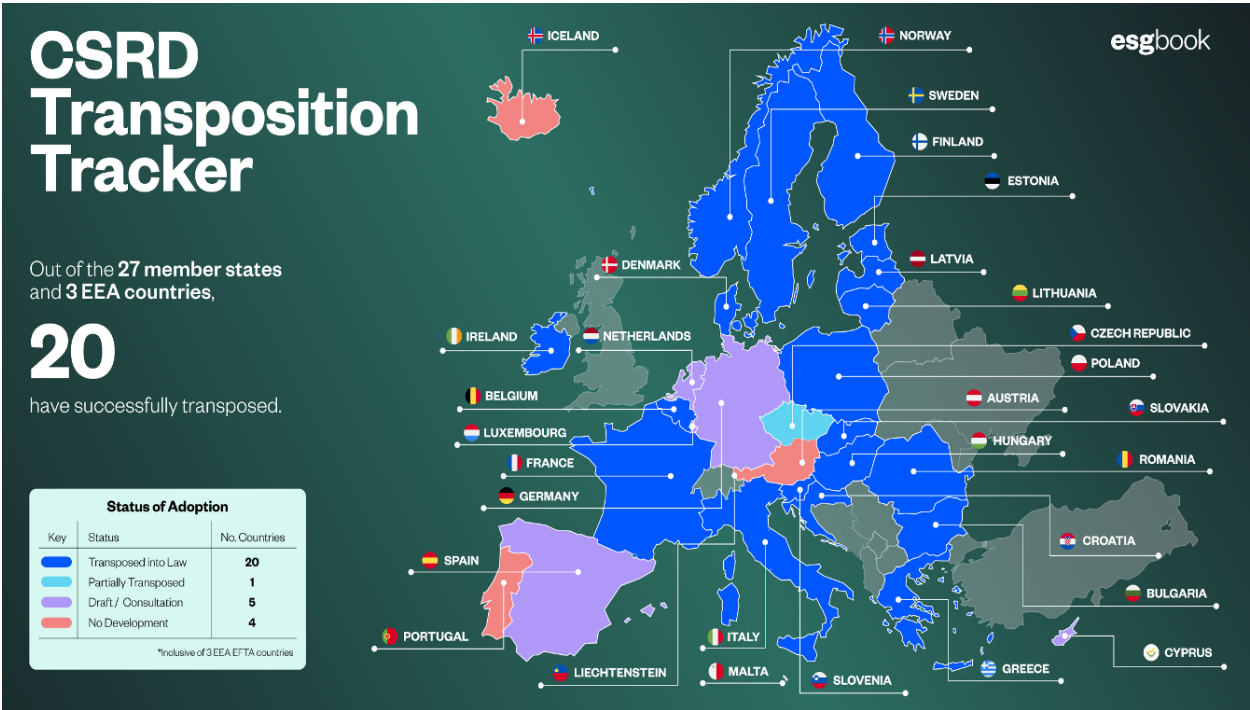 CSRD
Transposition
Tracker
esgbook
Out of the 27 member states
and 3 EEA countries,
20
have successfully transposed.
Status of Adoption
Key Status No. Countries
Transposed into Law 20
Partially Transposed 1
Draft / Consultation 5
No Development 4
*Inclusive of 3 EEA EFTA countries
ICELAND
NORWAY
SWEDEN
FINLAND
ESTONIA
DENMARK
LATVIA
LITHUANIA
IRELAND
NETHERLANDS
CZECH REPUBLIC
POLAND
BELGIUM
AUSTRIA
SLOVAKIA
LUXEMBOURG
HUNGARY
FRANCE
ROMANIA
GERMANY
CROATIA
SPAIN
BULGARIA
PORTUGAL
ITALY
CYPRUS
LIECHTENSTEIN
MALTA
SLOVENIA
GREECE